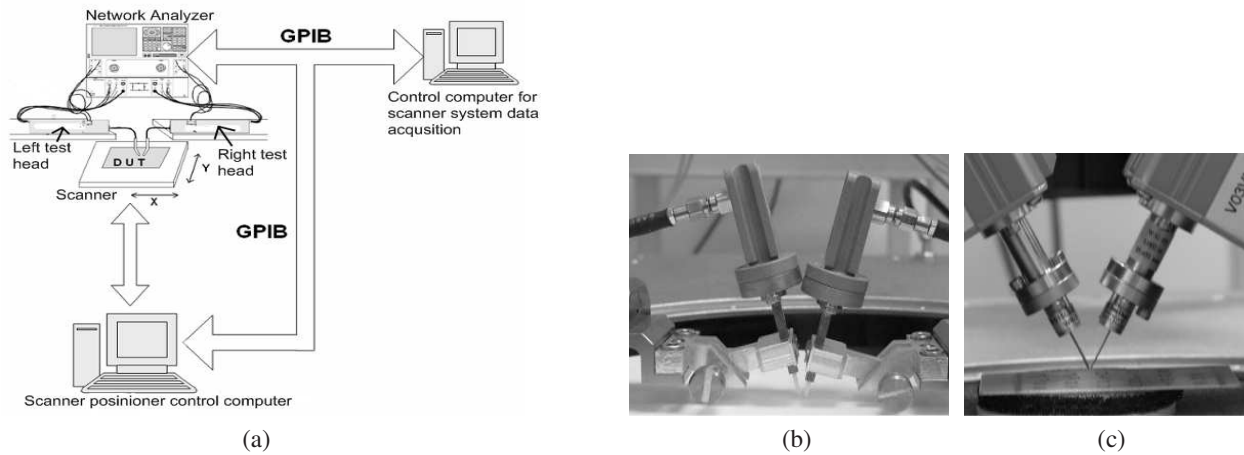 Network Analyzer
GPIB
Control computer for
scanner system data
acqusition
Left test
head
Right test
head
DUT
Y
Scanner
X
GPIB
Scanner posinioner control computer
V03V
(a)
(b)
(c)